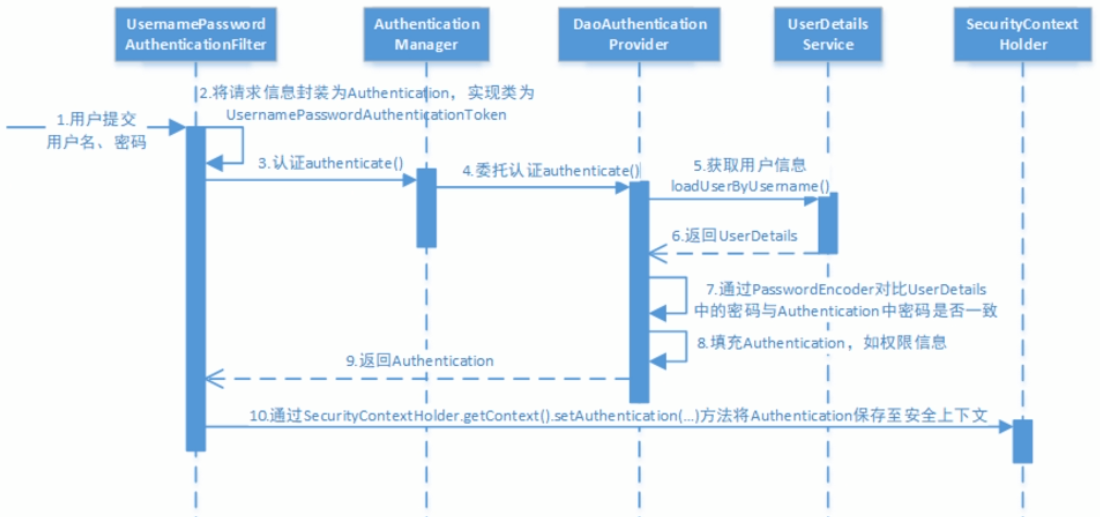 UsernamePassword
AuthenticationFilter
Authentication
Manager
DaoAuthentication
Provider
UserDetails
Service
SecurityContext
Holder
1.用户提交
用户名、密码
2.将请求信息封装为Authentication，实现类为
UsernamePasswordAuthenticationToken
3.认证authenticate()
4.委托认证authenticate()
5.获取用户信息
loadUserByUsername()
6.返回UserDetails
7.通过PasswordEncoder对比UserDetails
中的密码与Authentication中密码是否一致
8.填充Authentication，如权限信息
9.返回Authentication
10.通过SecurityContextHolder.getContext().setAuthentication(...)方法将Authentication保存至安全上下文